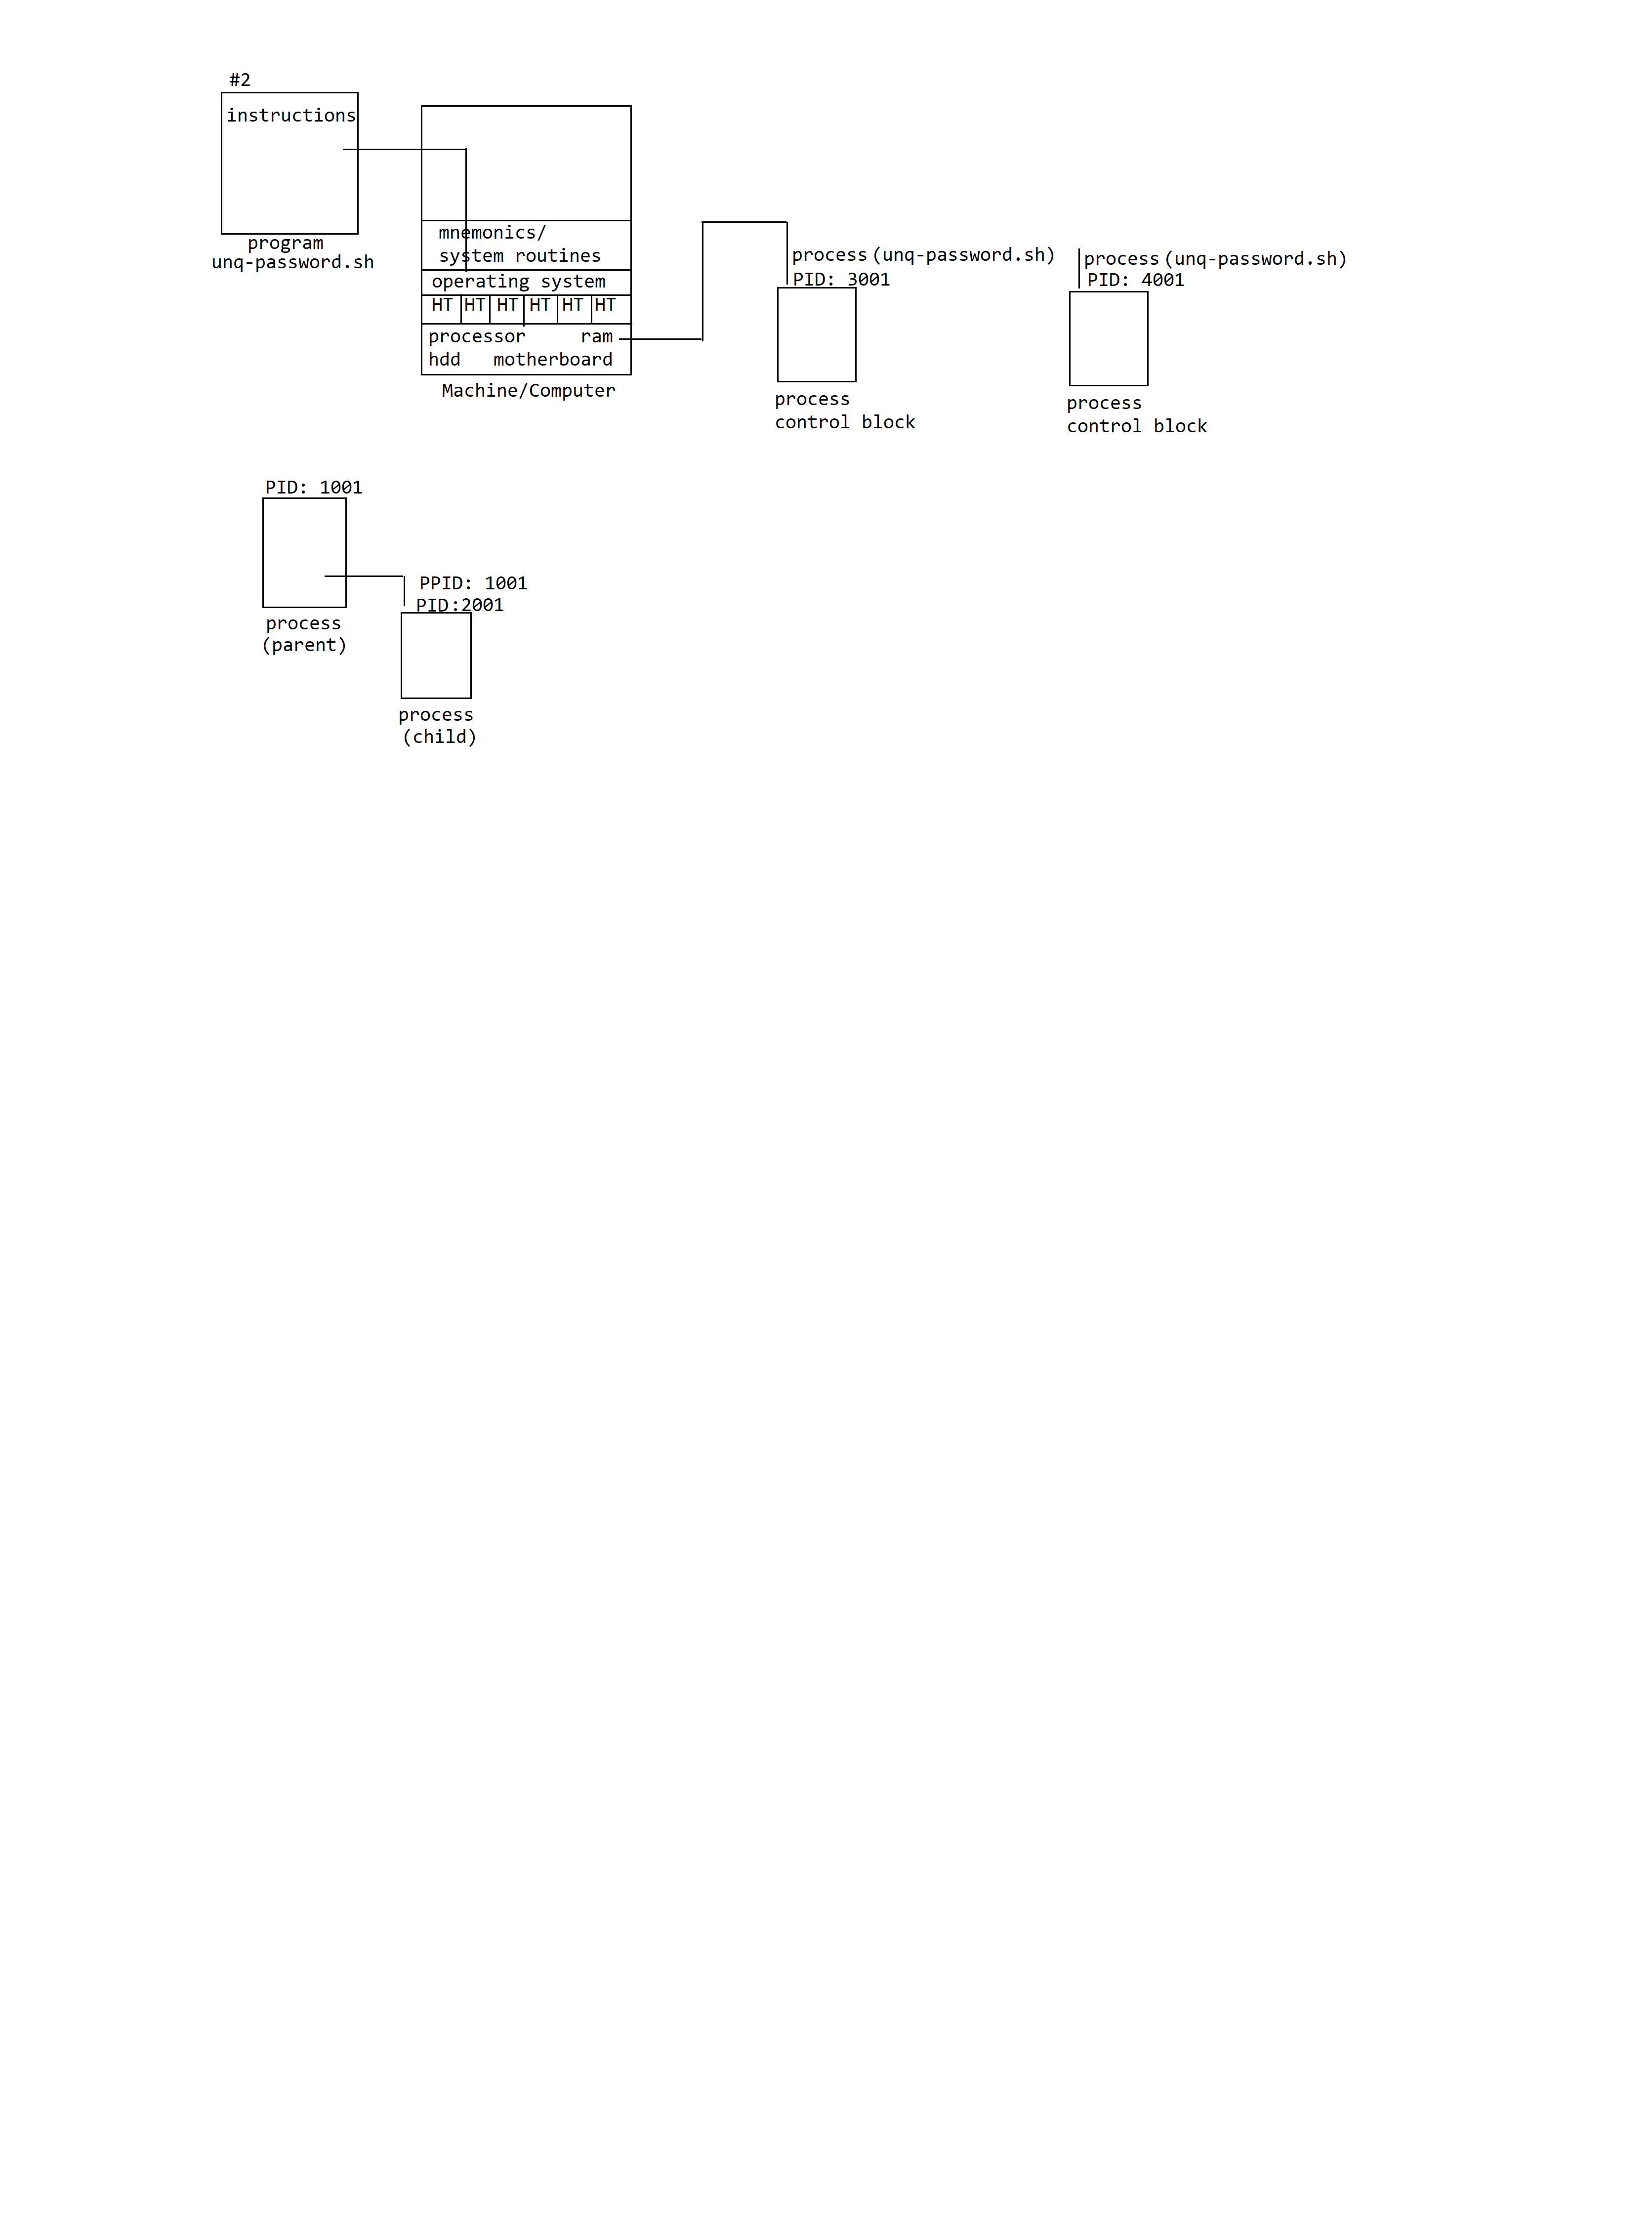 #2
instructions
program
unq-password.sh
mnemonics/
system routines
operating system
HT HT HT HT HT HT
processor ram
hdd motherboard
Machine/Computer
process (unq-password.sh)
PID: 3001
process
control block
process (unq-password.sh)
PID: 4001
process
control block
PID: 1001
process
(parent)
PPID: 1001
PID:2001
process
(child)